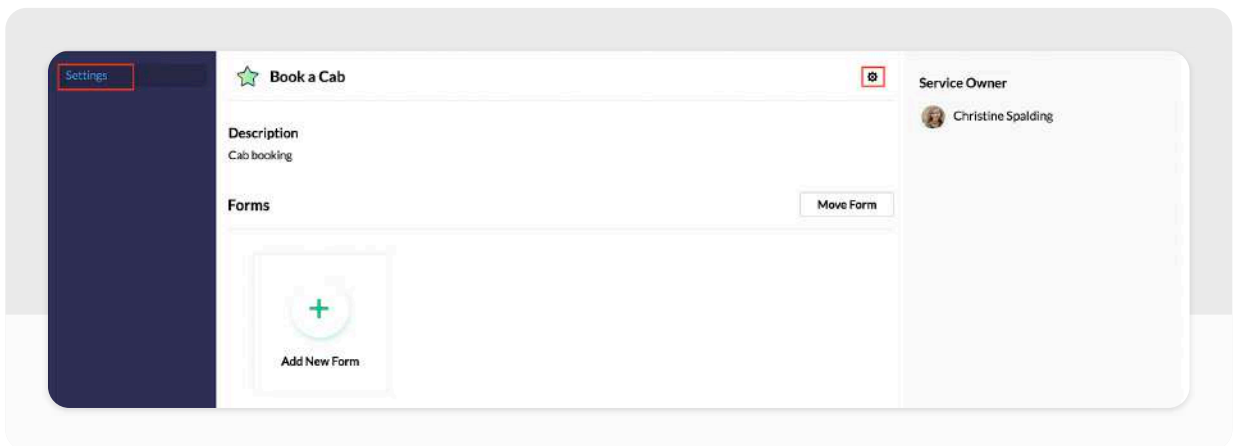 Settings
Book a Cab
Service Owner
Christine Spalding
Description
Cab booking
Forms
Move Form
Add New Form